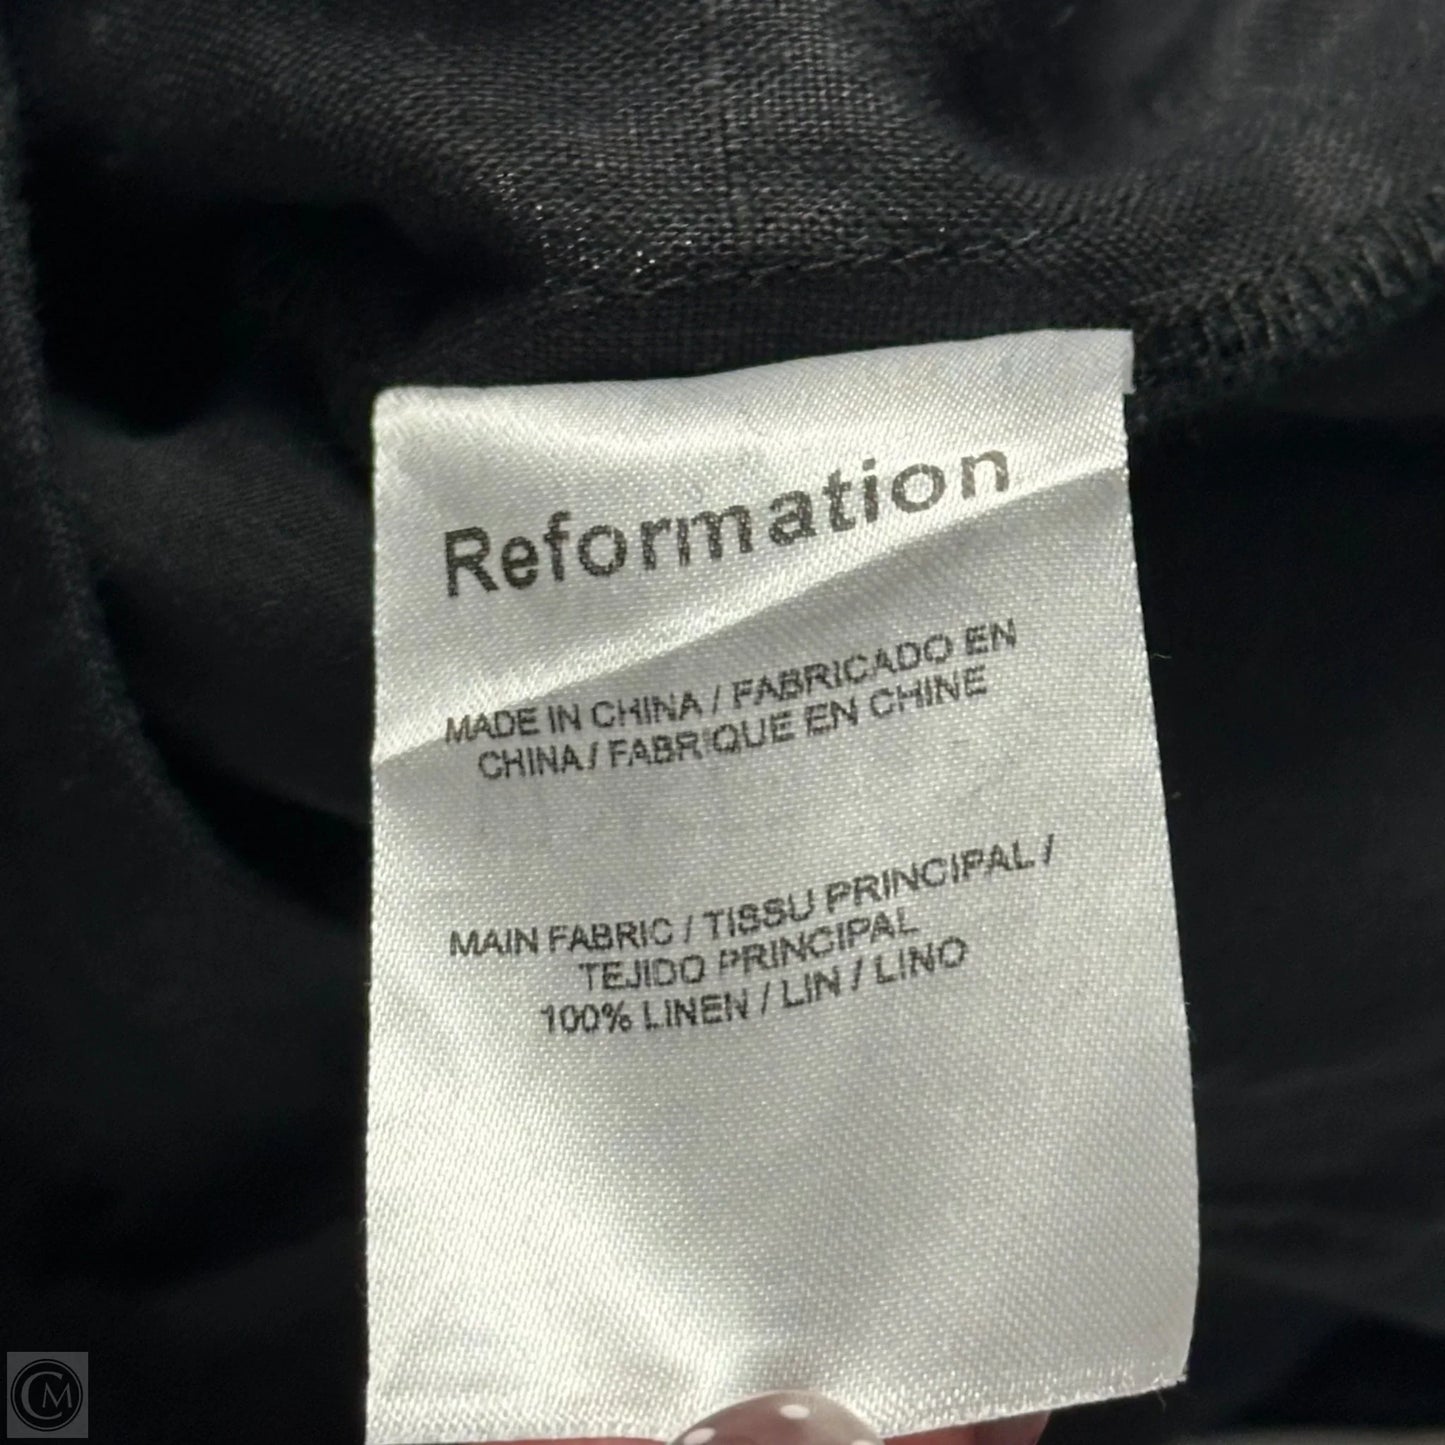 Reformation
MADE IN CHINA / FABRICADO EN
CHINA / FABRIQUE EN CHINE
MAIN FABRIC / TISSU PRINCIPAL /
TEJIDO PRINCIPAL
100% LINEN / LIN / LINO
CM